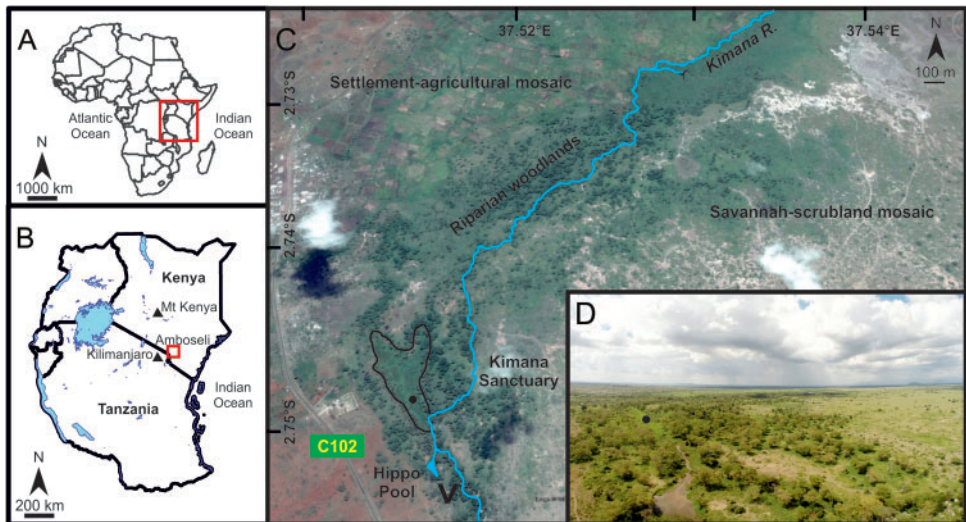 A
Atlantic
Ocean
Indian
Ocean
N
1000 km
B
Kenya
Mt Kenya
Amboseli
Kilimanjaro
Indian
Ocean
Tanzania
N
200 km
C
37.52°E
37.54°E
N
100 m
Kimana R.
Settlement-agricultural mosaic
2.73°S
Riparian woodlands
Savannah-scrubland mosaic
2.74°S
Kimana
Sanctuary
2.75°S
C102
Hippo
Pool
V
D